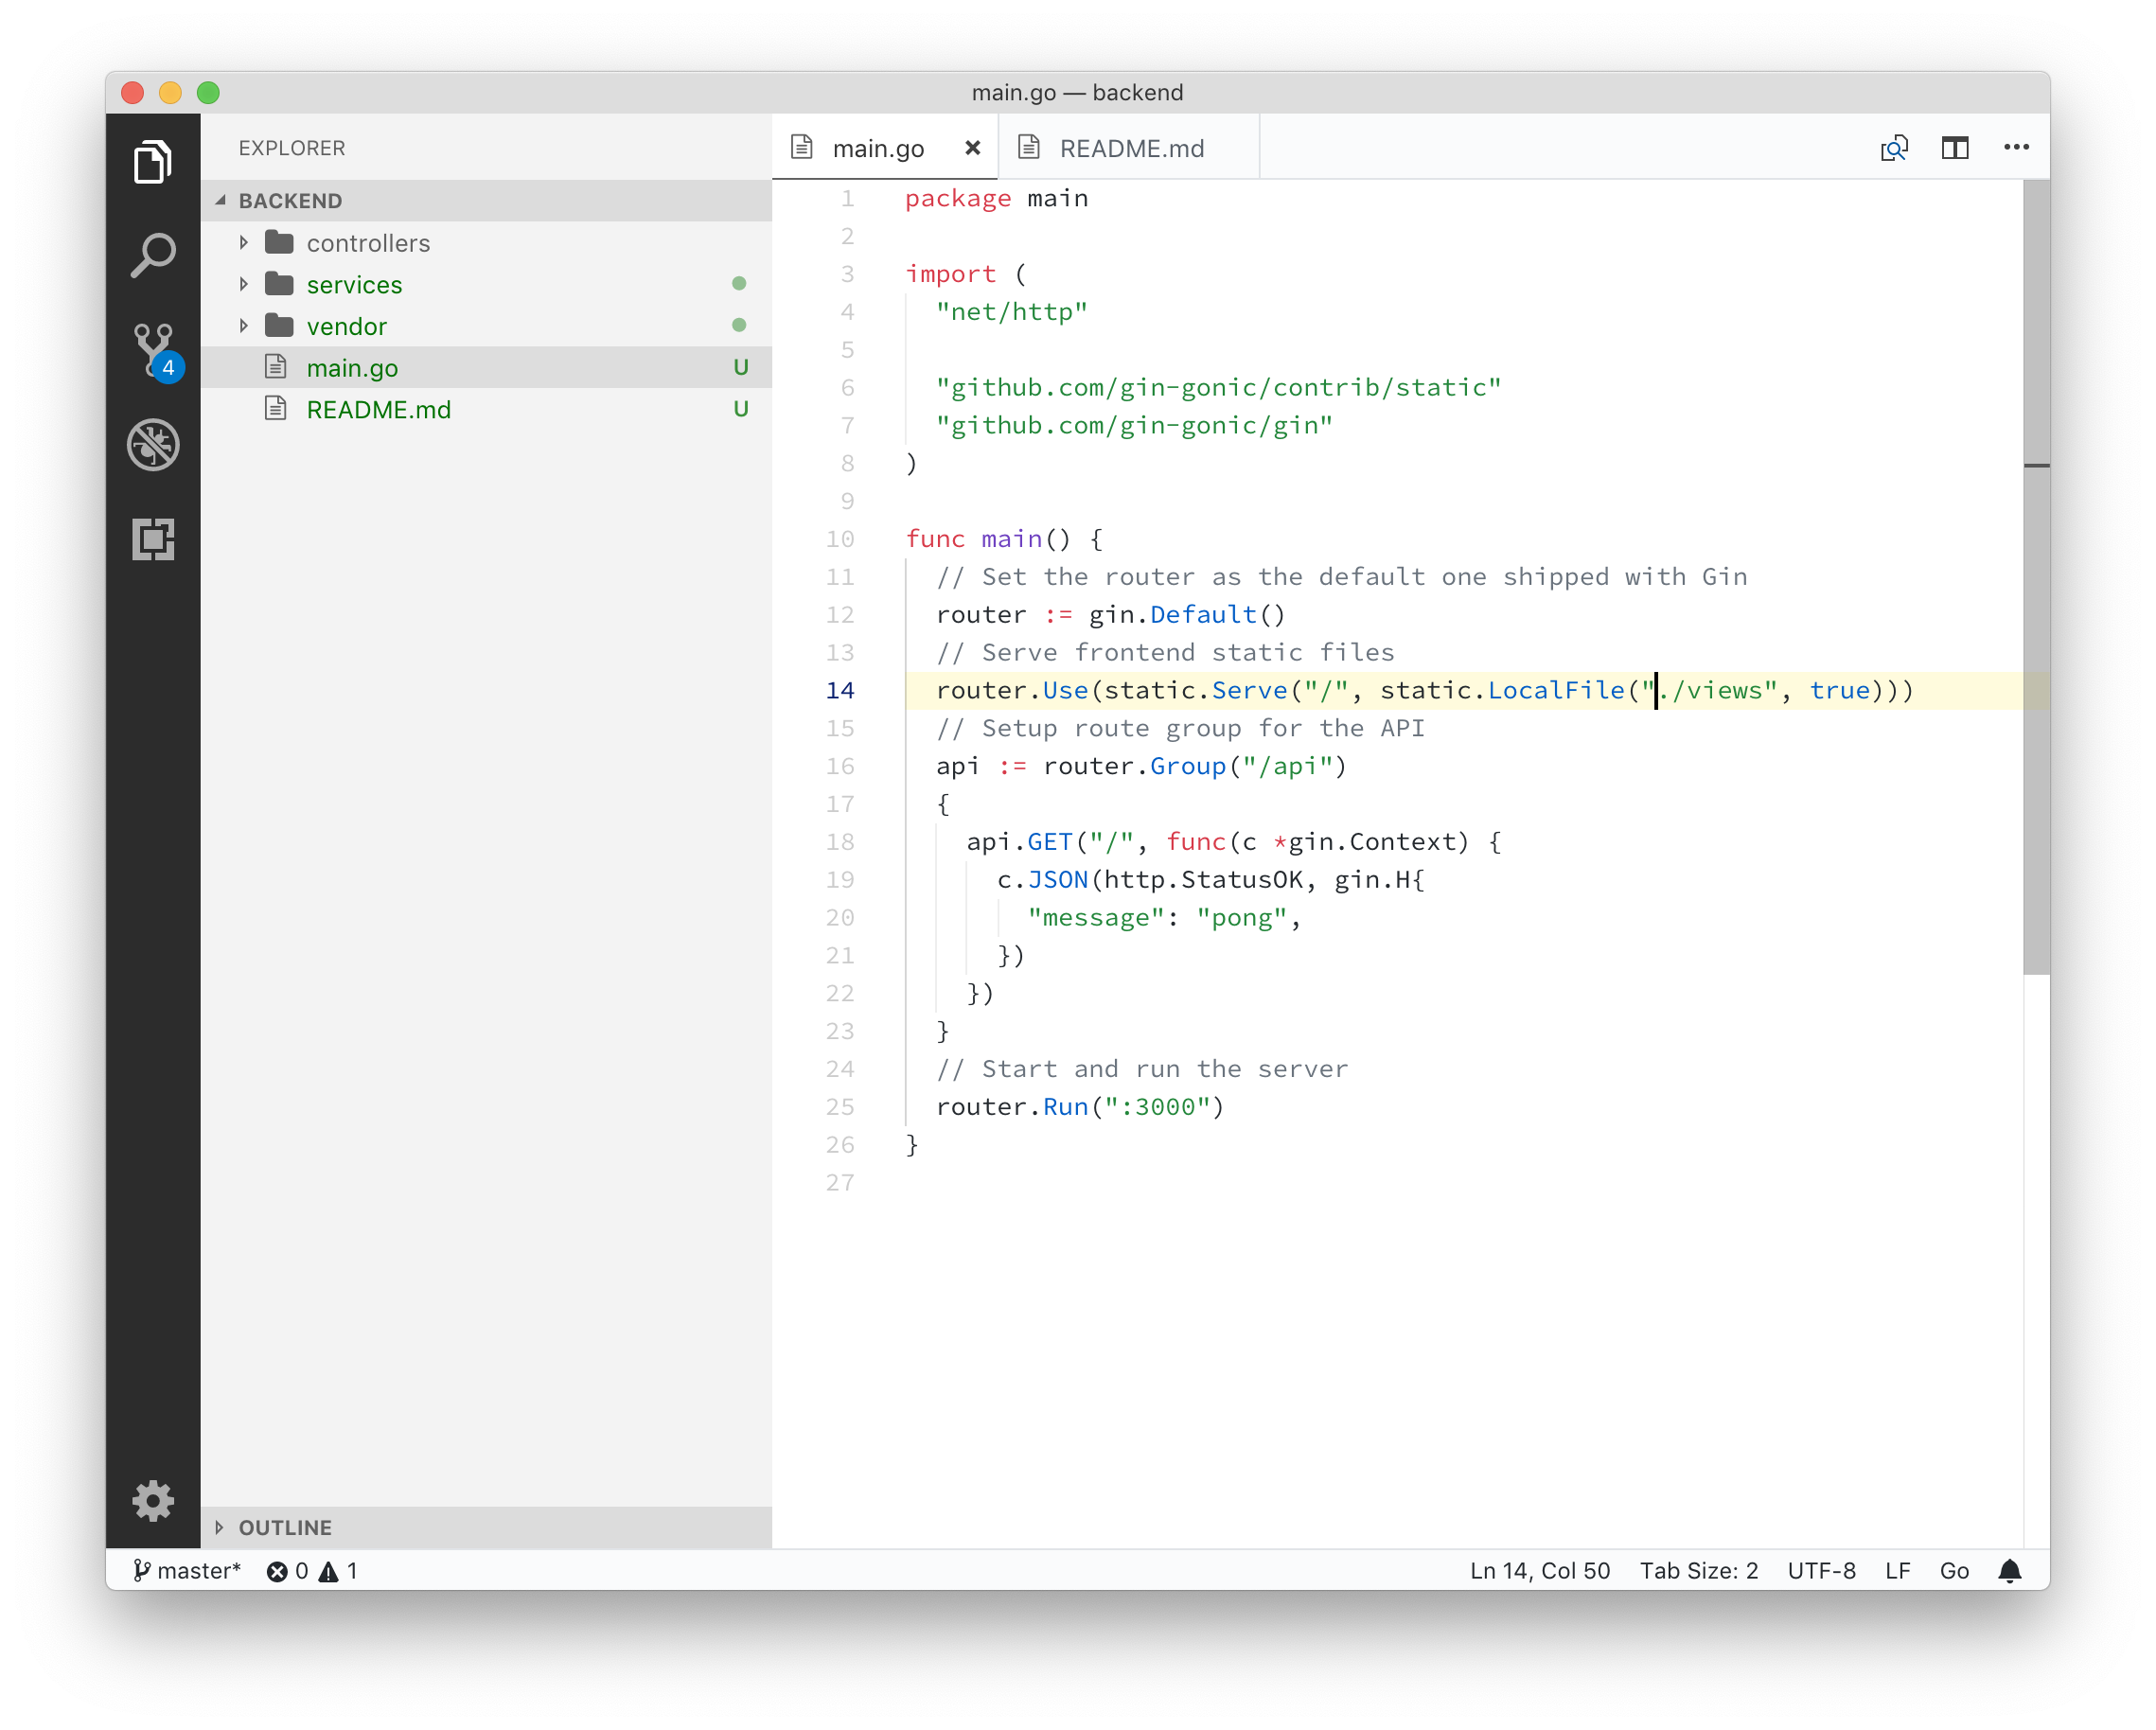 main.go — backend
EXPLORER
BACKEND
controllers
services
vendor
main.go U
README.md U
4
OUTLINE
main.go
README.md
1 package main
2
3 import (
4 "net/http"
5
6 "github.com/gin-gonic/contrib/static"
7 "github.com/gin-gonic/gin"
8 )
9
10 func main() {
11 // Set the router as the default one shipped with Gin
12 router := gin.Default()
13 // Serve frontend static files
14 router.Use(static.Serve("/", static.LocalFile("./views", true)))
15 // Setup route group for the API
16 api := router.Group("/api")
17 {
18 api.GET("/", func(c *gin.Context) {
19 c.JSON(http.StatusOK, gin.H{
20 "message": "pong",
21 })
22 })
23 }
24 // Start and run the server
25 router.Run(":3000")
26 }
27
master* 0 1 Ln 14, Col 50 Tab Size: 2 UTF-8 LF Go